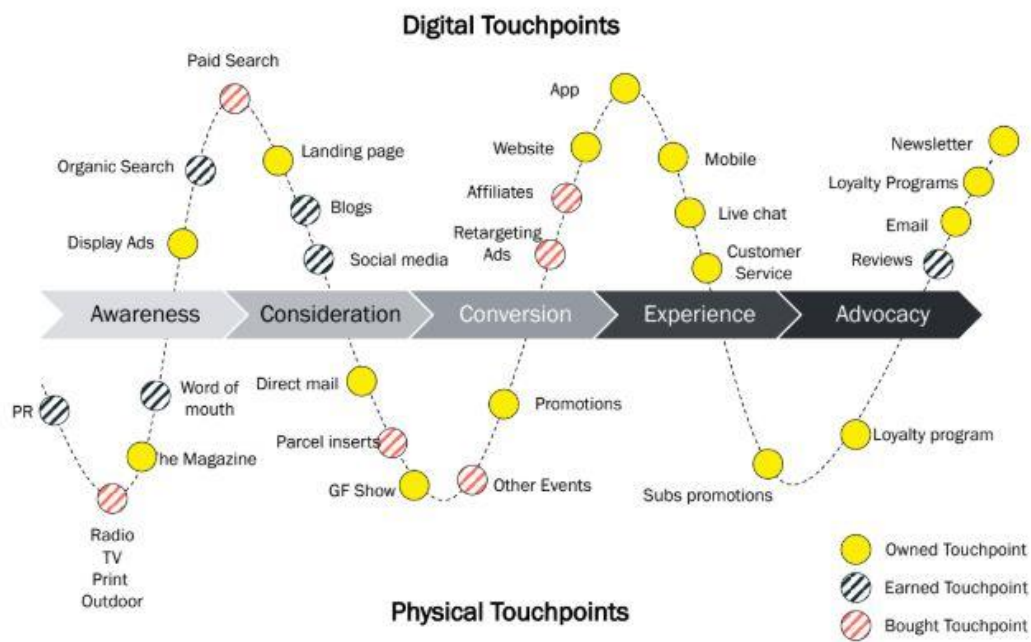 Digital Touchpoints
Paid Search
Organic Search
Display Ads
Landing page
Blogs
Social media
App
Website
Affiliates
Retargeting
Ads
Mobile
Live chat
Customer
Service
Newsletter
Loyalty Programs
Email
Reviews
Awareness
Consideration
Conversion
Experience
Advocacy
PR
Word of
mouth
he Magazine
Radio
TV
Print
Outdoor
Direct mail
Parcel inserts
GF Show
Other Events
Promotions
Subs promotions
Loyalty program
Physical Touchpoints
Owned Touchpoint
Earned Touchpoint
Bought Touchpoint